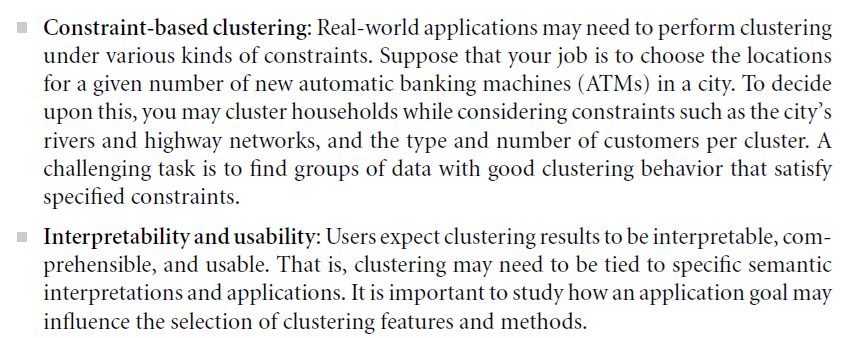 ■ Constraint-based clustering: Real-world applications may need to perform clustering
under various kinds of constraints. Suppose that your job is to choose the locations
for a given number of new automatic banking machines (ATMs) in a city. To decide
upon this, you may cluster households while considering constraints such as the city’s
rivers and highway networks, and the type and number of customers per cluster. A
challenging task is to find groups of data with good clustering behavior that satisfy
specified constraints.
■ Interpretability and usability: Users expect clustering results to be interpretable, com-
prehensible, and usable. That is, clustering may need to be tied to specific semantic
interpretations and applications. It is important to study how an application goal may
influence the selection of clustering features and methods.